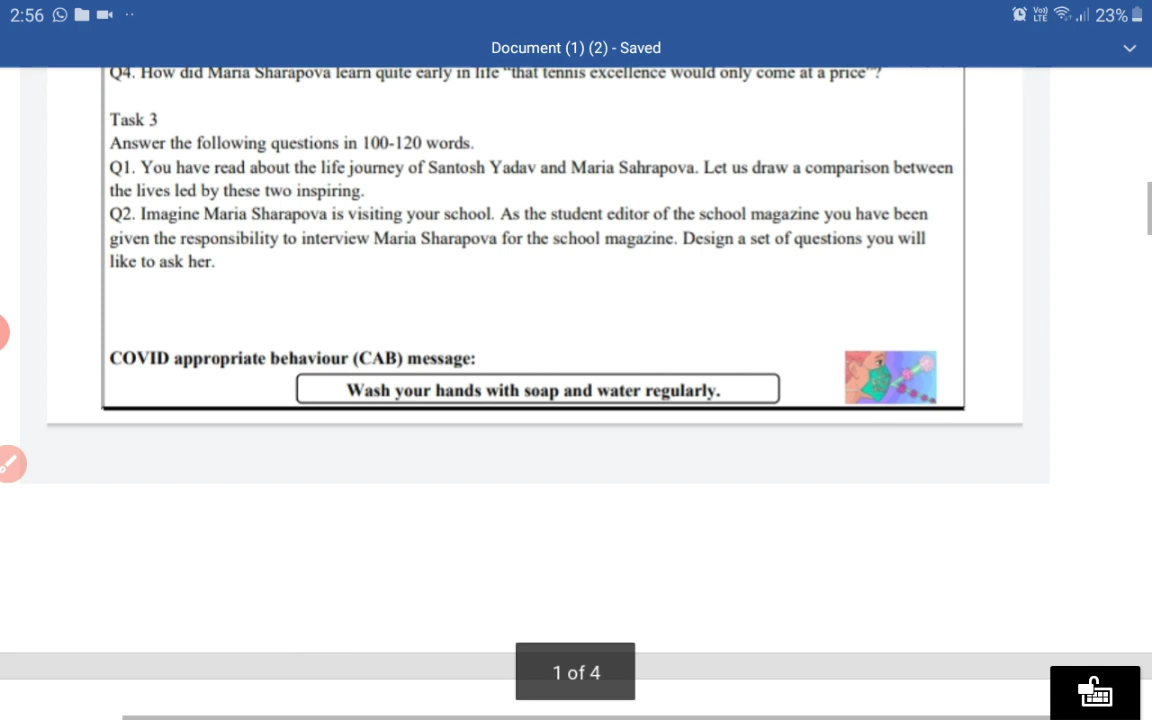 2:56
Vo)) LTE
23%
Document (1) (2) - Saved
Q4. How did Maria Sharapova learn quite early in life "that tennis excellence would only come at a price"?
Task 3
Answer the following questions in 100-120 words.
Q1. You have read about the life journey of Santosh Yadav and Maria Sahrapova. Let us draw a comparison between
the lives led by these two inspiring.
Q2. Imagine Maria Sharapova is visiting your school. As the student editor of the school magazine you have been
given the responsibility to interview Maria Sharapova for the school magazine. Design a set of questions you will
like to ask her.
COVID appropriate behaviour (CAB) message:
Wash your hands with soap and water regularly.
1 of 4